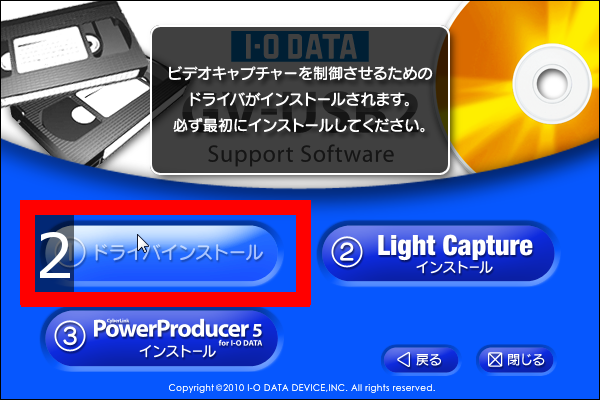 I-O DATA
ビデオキャプチャーを制御させるための
ドライバがインストールされます。
必ず最初にインストールしてください。
Support Software
2
ドライバインストール
② Light Capture
インストール
③ CyberLink
PowerProducer 5
for I-O DATA
インストール
戻る
閉じる
Copyright ©2010 I-O DATA DEVICE,INC. All rights reserved.